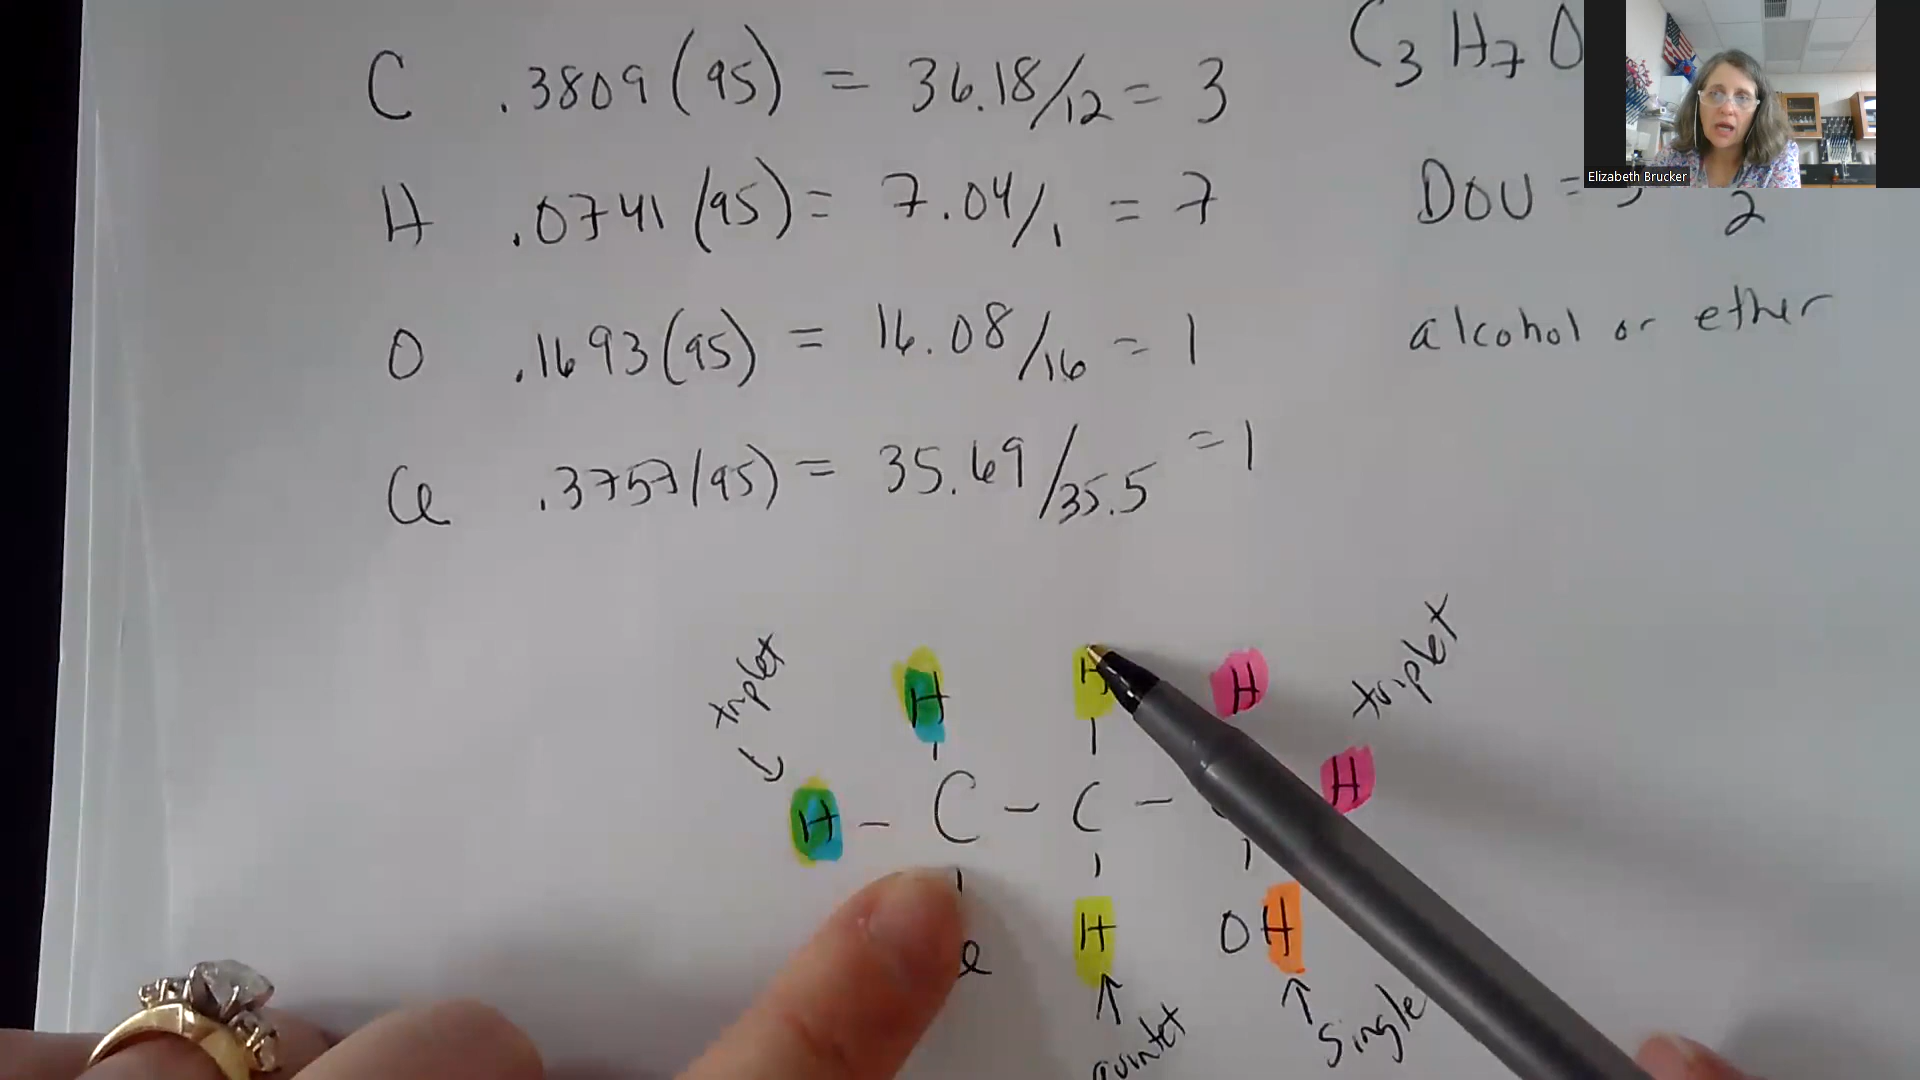 C .3809(95) = 36.18/12 = 3
C3H7O
H .0741(95) = 7.04/1 = 7
Elizabeth Brucker
DOU =
2
O .1693(95) = 16.08/16 = 1
alcohol or ether
Cl .3757(95) = 35.69/35.5 = 1
triplet
triplet
H H H
H - C - C - H
H OH
single